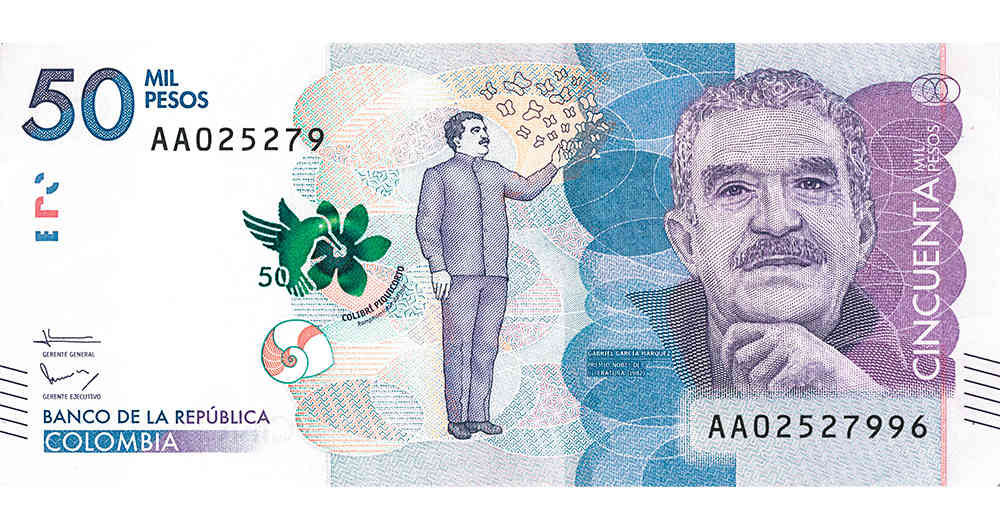 50 MIL
PESOS
AA025279
50
COLIBRÍ PIQUICORTO
GERENTE GENERAL
GERENTE EJECUTIVO
BANCO DE LA REPÚBLICA
COLOMBIA
GABRIEL GARCÍA MÁRQUEZ
PREMIO NOBEL DE
LITERATURA (1982)
CINCUENTA MIL
PESOS
AA02527996